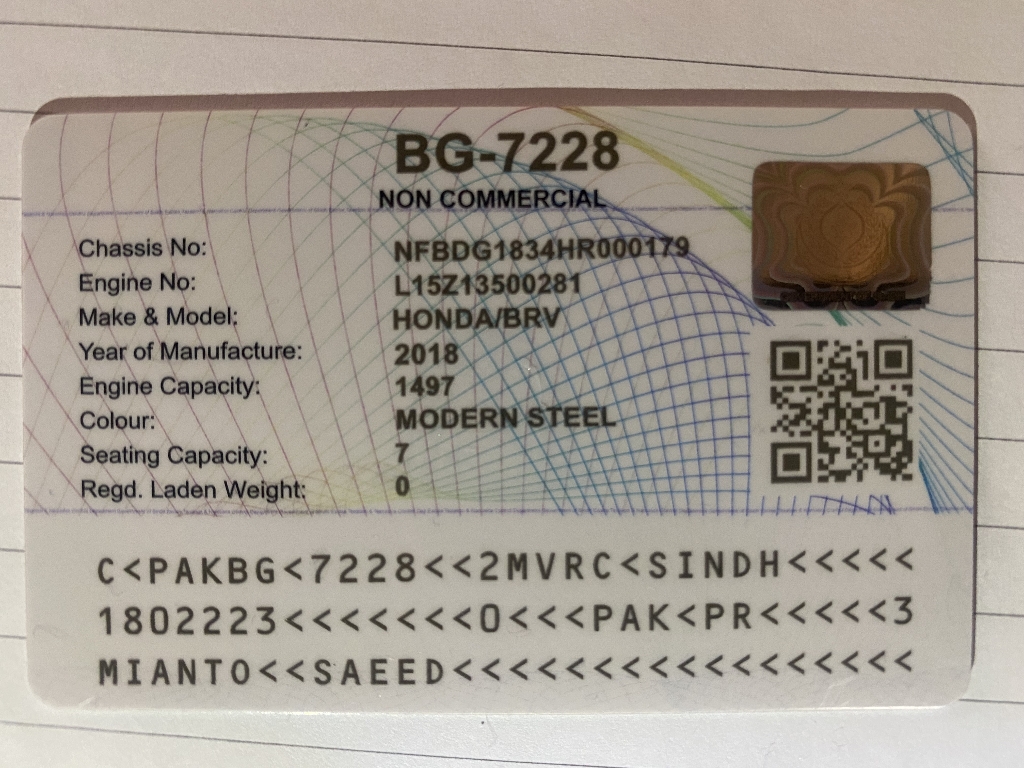 BG-7228
NON COMMERCIAL
Chassis No: NFBDG1834HR000179
Engine No: L15Z13500281
Make & Model: HONDA/BRV
Year of Manufacture: 2018
Engine Capacity: 1497
Colour: MODERN STEEL
Seating Capacity: 7
Regd. Laden Weight: 0
C<PAKBG<7228<<2MVRC<SINDH<<<<<
1802223<<<<<<<0<<<PAK<PR<<<<<3
MIANTO<<SAEED<<<<<<<<<<<<<<<<<